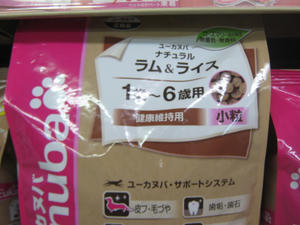 ユーカヌバ
ナチュラル
ラム&ライス
1歳～6歳用
健康維持用
小粒
ユーカヌバ・サポートシステム
皮フ・毛づや
歯垢・歯石